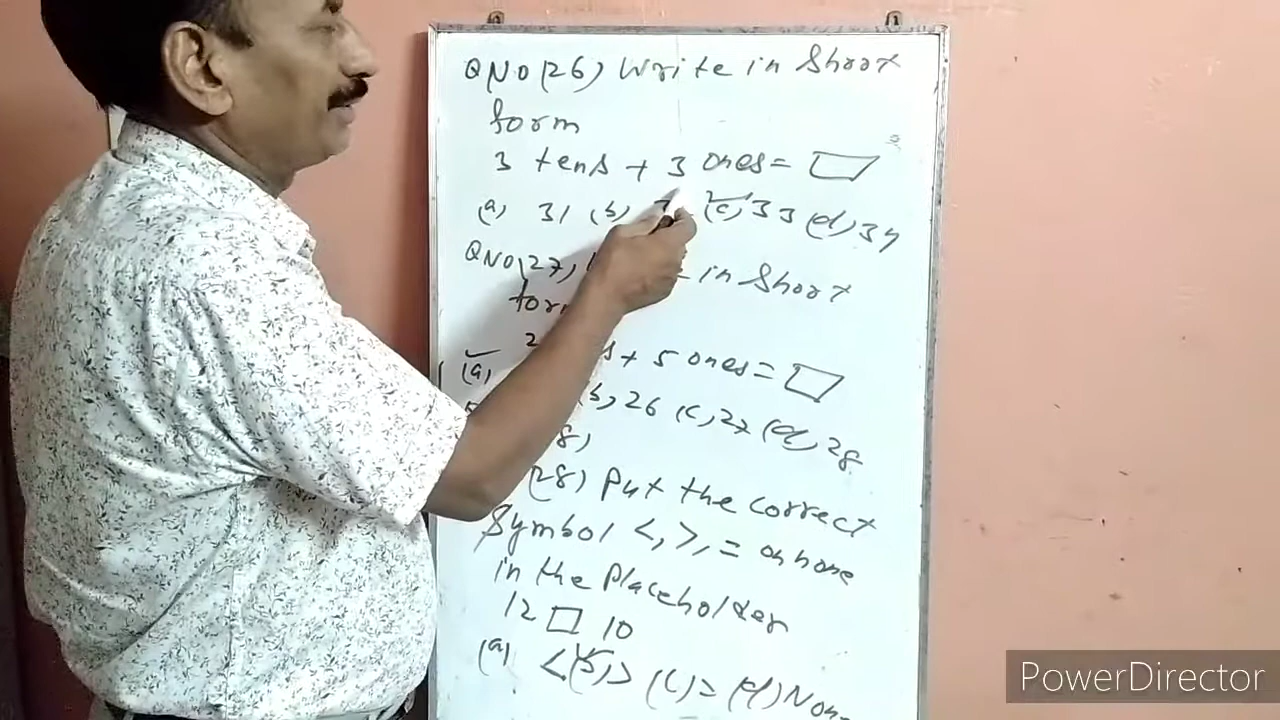 QNO(26) Write in Short
form
3 tens + 3 ones =
(a) 31 (b) (c) 33 (d) 34
QNO(27) in Short
form
2 + 5 ones =
(a) (b) 26 (c) 27 (d) 28
(28) Put the correct
Symbol <, >, = or none
in the Placeholder
12 □ 10
(a) < (b) > (c) = (d) None
PowerDirector